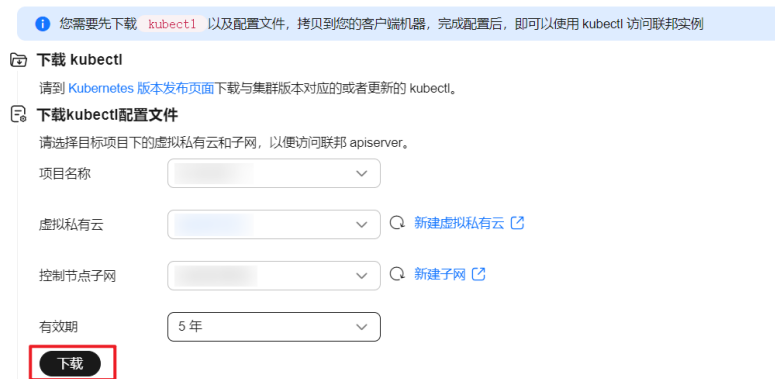 您需要先下载 kubectl 以及配置文件，拷贝到您的客户端机器，完成配置后，即可以使用 kubectl 访问联邦实例
下载 kubectl
请到 Kubernetes 版本发布页面下载与集群版本对应的或者更新的 kubectl。
下载kubectl配置文件
请选择目标项目下的虚拟私有云和子网，以便访问联邦 apiserver。
项目名称
虚拟私有云 新建虚拟私有云
控制节点子网 新建子网
有效期 5 年
下载